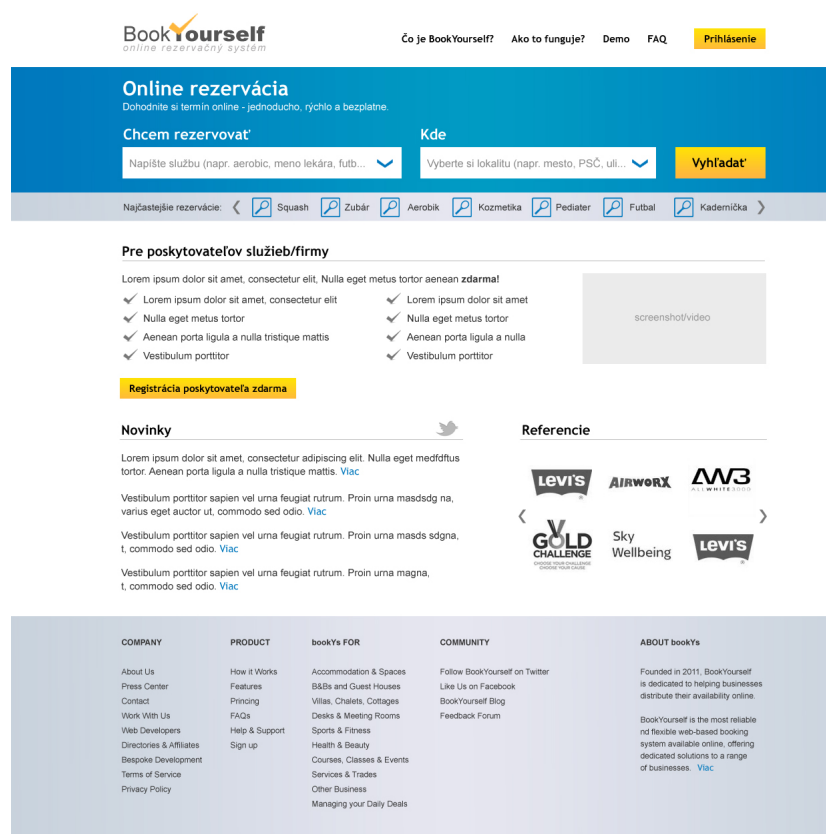 BookYourself
online rezervačný systém
Čo je BookYourself? Ako to funguje? Demo FAQ Prihlásenie
Online rezervácia
Dohodnite si termín online - jednoducho, rýchlo a bezplatne.
Chcem rezervovať Kde
Napíšte službu (napr. aerobic, meno lekára, futb... Vyberte si lokalitu (napr. mesto, PSČ, uli... Vyhľadať
Najčastejšie rezervácie: Squash Zubár Aerobik Kozmetika Pediater Futbal Kaderníčka
Pre poskytovateľov služieb/firmy
Lorem ipsum dolor sit amet, consectetur elit, Nulla eget metus tortor aenean zdarma!
Lorem ipsum dolor sit amet, consectetur elit Lorem ipsum dolor sit amet
Nulla eget metus tortor Nulla eget metus tortor
Aenean porta ligula a nulla tristique mattis Aenean porta ligula a nulla
Vestibulum porttitor Vestibulum porttitor
screenshot/video
Registrácia poskytovateľa zdarma
Novinky
Lorem ipsum dolor sit amet, consectetur adipiscing elit. Nulla eget medfdftus
tortor. Aenean porta ligula a nulla tristique mattis. Viac
Vestibulum porttitor sapien vel urna feugiat rutrum. Proin urna masdsdg na,
varius eget auctor ut, commodo sed odio. Viac
Vestibulum porttitor sapien vel urna feugiat rutrum. Proin urna masds sdgna,
t, commodo sed odio. Viac
Vestibulum porttitor sapien vel urna feugiat rutrum. Proin urna magna,
t, commodo sed odio. Viac
Referencie
LEVI'S AIRWORX AW3
ALLWHITE3000
GOLD
CHALLENGE
CHOOSE YOUR CHALLENGE
CHOOSE YOUR CAUSE
Sky
Wellbeing
LEVI'S
COMPANY
About Us
Press Center
Contact
Work With Us
Web Developers
Directories & Affiliates
Bespoke Development
Terms of Service
Privacy Policy
PRODUCT
How it Works
Features
Princing
FAQs
Help & Support
Sign up
bookYs FOR
Accommodation & Spaces
B&Bs and Guest Houses
Villas, Chalets, Cottages
Desks & Meeting Rooms
Sports & Fitness
Health & Beauty
Courses, Classes & Events
Services & Trades
Other Business
Managing your Daily Deals
COMMUNITY
Follow BookYourself on Twitter
Like Us on Facebook
BookYourself Blog
Feedback Forum
ABOUT bookYs
Founded in 2011, BookYourself
is dedicated to helping businesses
distribute their availability online.
BookYourself is the most reliable
nd flexible web-based booking
system available online, offering
dedicated solutions to a range
of businesses. Viac